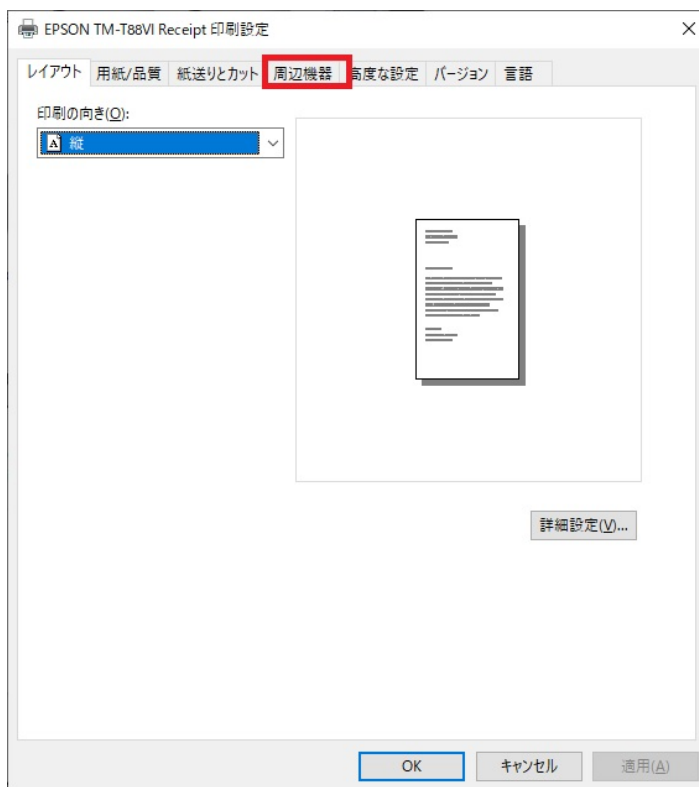 EPSON TM-T88VI Receipt 印刷設定
レイアウト 用紙/品質 紙送りとカット 周辺機器 高度な設定 バージョン 言語
印刷の向き(O):
A 縦
詳細設定(V)...
OK キャンセル 適用(A)